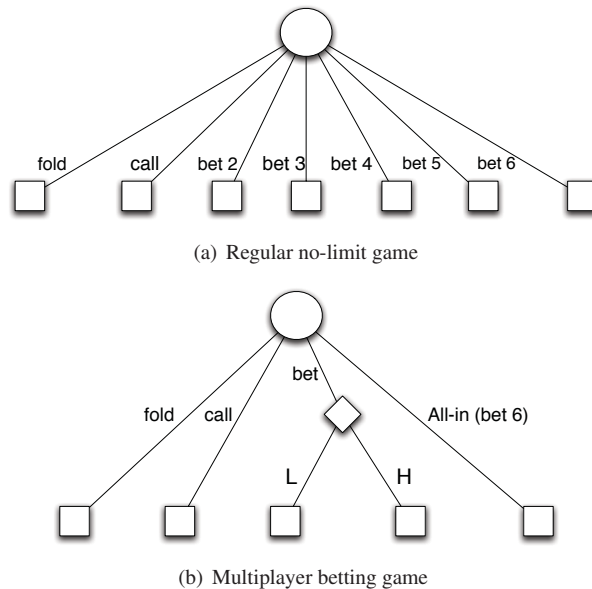 fold call bet 2 bet 3 bet 4 bet 5 bet 6
(a) Regular no-limit game
bet
fold call All-in (bet 6)
L H
(b) Multiplayer betting game